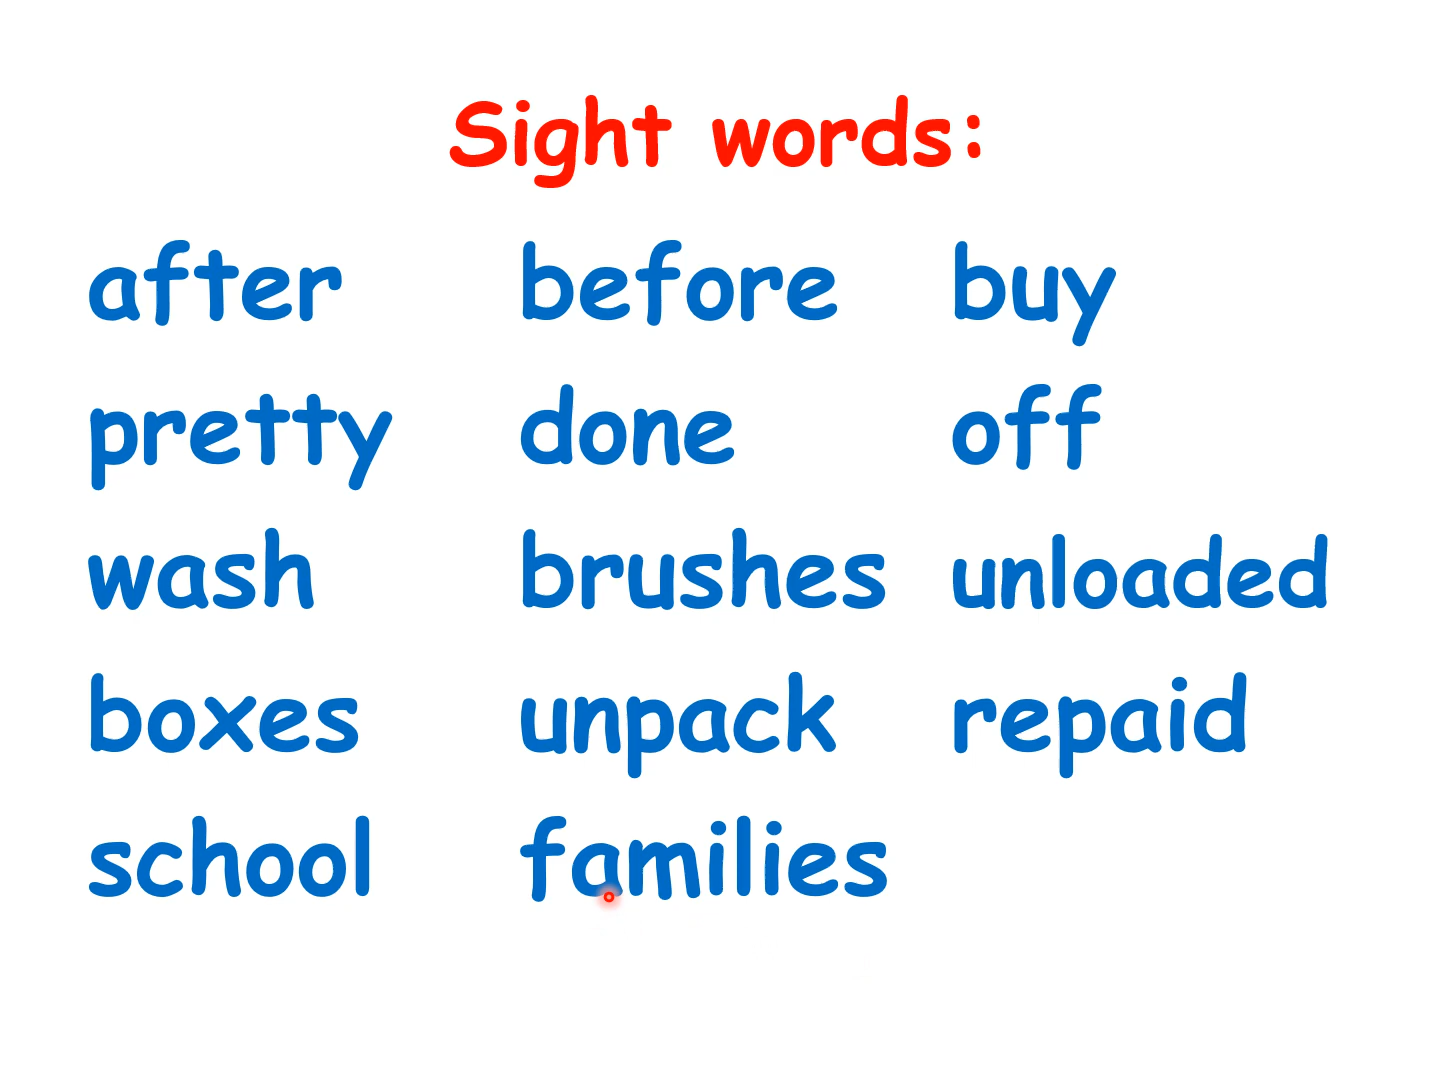 Sight words:
after before buy
pretty done off
wash brushes unloaded
boxes unpack repaid
school families